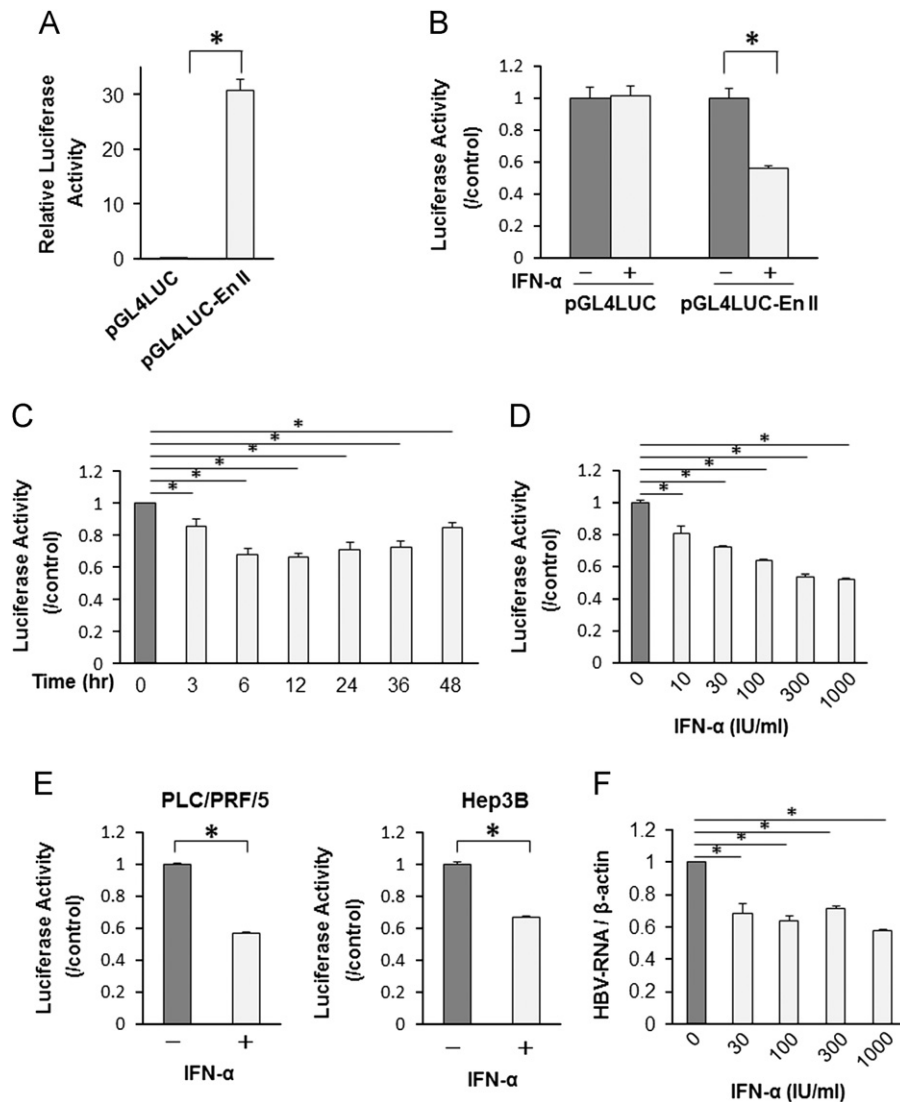 A
*
Relative Luciferase
Activity
30
20
10
0
pGL4LUC
pGL4LUC-En II
B
*
Luciferase Activity
(/control)
1.2
1
0.8
0.6
0.4
0.2
0
IFN-α − + − +
pGL4LUC pGL4LUC-En II
C
*
*
*
*
*
*
Luciferase Activity
(/control)
1.2
1
0.8
0.6
0.4
0.2
0
Time (hr) 0 3 6 12 24 36 48
D
*
*
*
*
*
Luciferase Activity
(/control)
1.2
1
0.8
0.6
0.4
0.2
0
0 10 30 100 300 1000
IFN-α (IU/ml)
E
PLC/PRF/5
*
Luciferase Activity
(/control)
1.2
1
0.8
0.6
0.4
0.2
0
− +
IFN-α
Hep3B
*
Luciferase Activity
(/control)
1.2
1
0.8
0.6
0.4
0.2
0
− +
IFN-α
F
*
*
*
*
HBV-RNA / β-actin
1.2
1
0.8
0.6
0.4
0.2
0
0 30 100 300 1000
IFN-α (IU/ml)